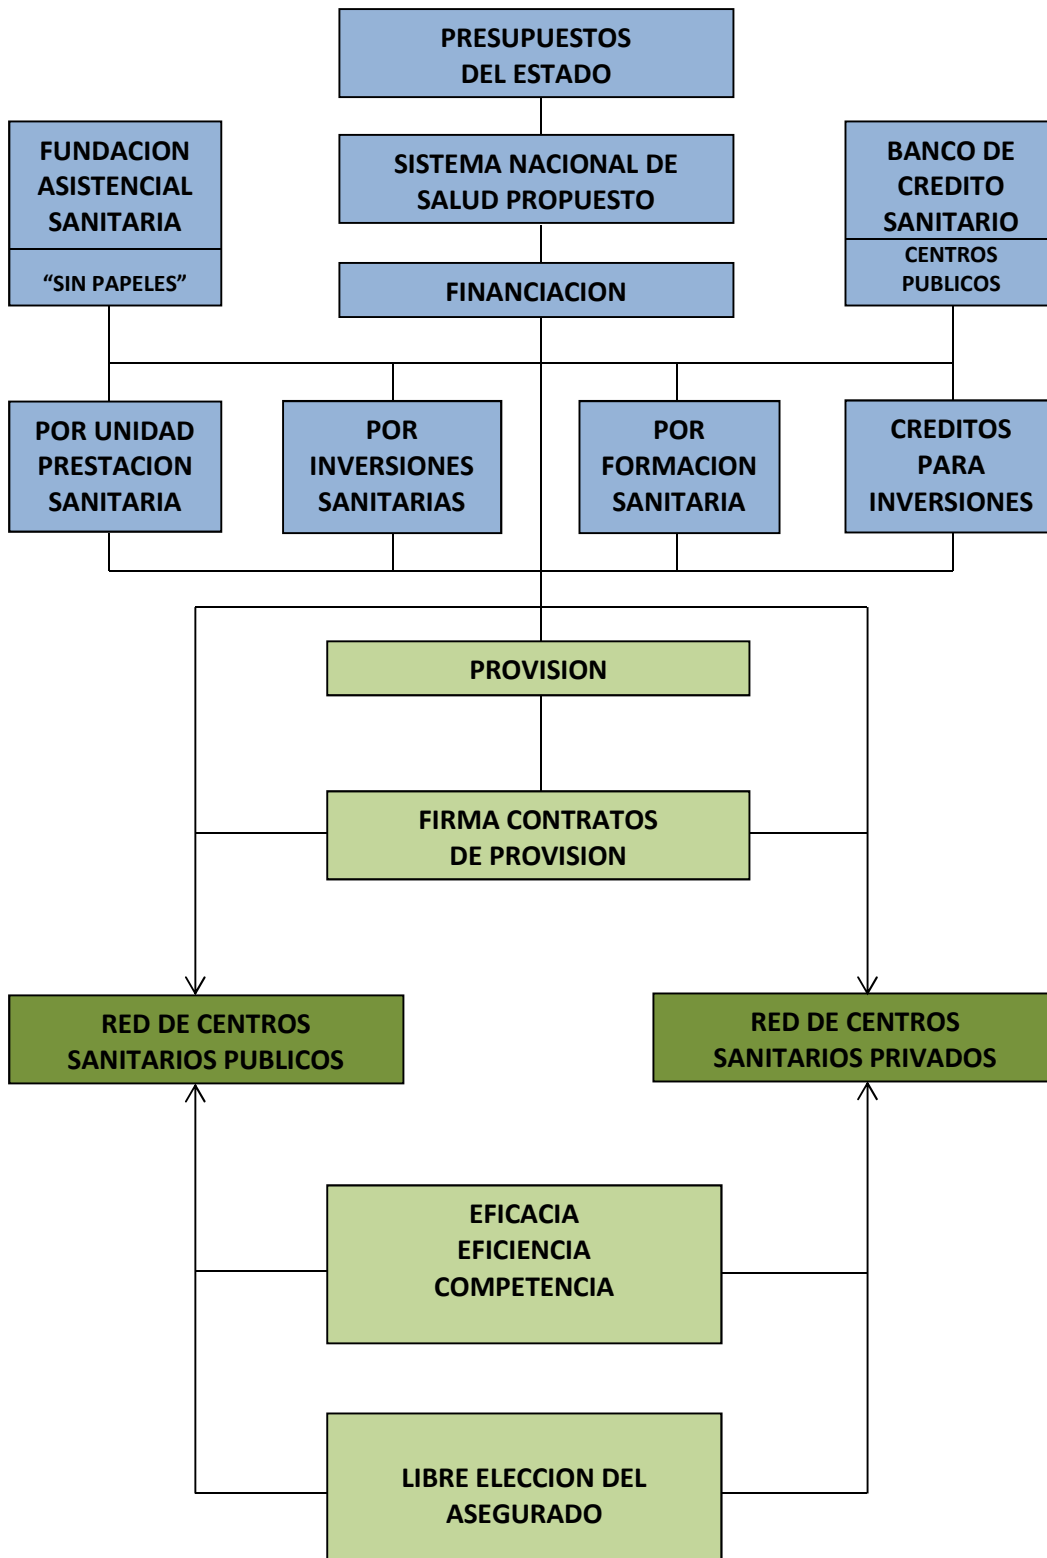 PRESUPUESTOS
DEL ESTADO
FUNDACION
ASISTENCIAL
SANITARIA
“SIN PAPELES”
SISTEMA NACIONAL DE
SALUD PROPUESTO
BANCO DE
CREDITO
SANITARIO
CENTROS
PUBLICOS
FINANCIACION
POR UNIDAD
PRESTACION
SANITARIA
POR
INVERSIONES
SANITARIAS
POR
FORMACION
SANITARIA
CREDITOS
PARA
INVERSIONES
PROVISION
FIRMA CONTRATOS
DE PROVISION
RED DE CENTROS
SANITARIOS PUBLICOS
RED DE CENTROS
SANITARIOS PRIVADOS
EFICACIA
EFICIENCIA
COMPETENCIA
LIBRE ELECCION DEL
ASEGURADO